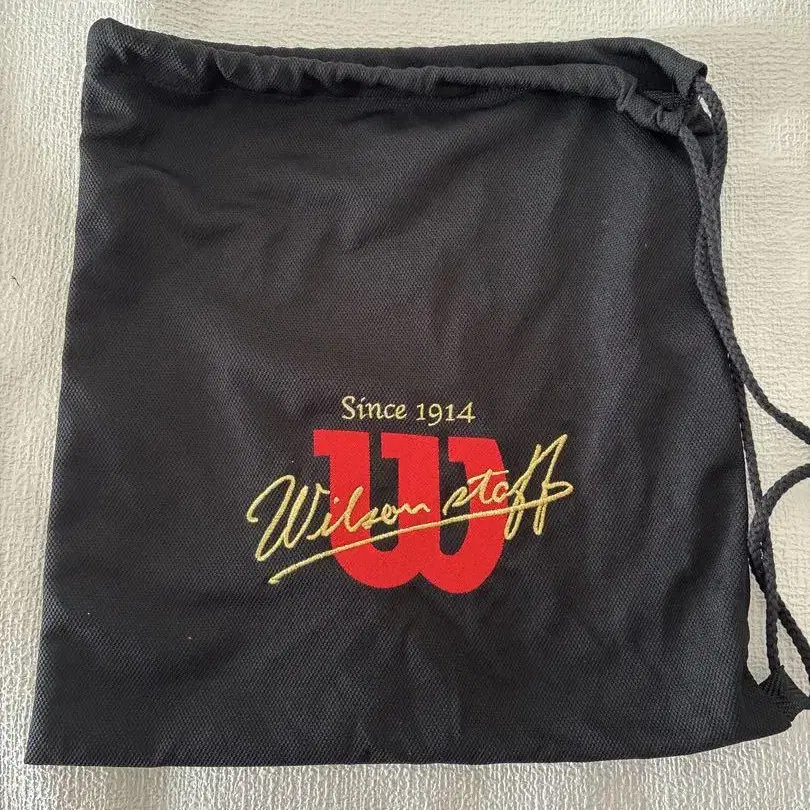 Since 1914
W
Wilson staff